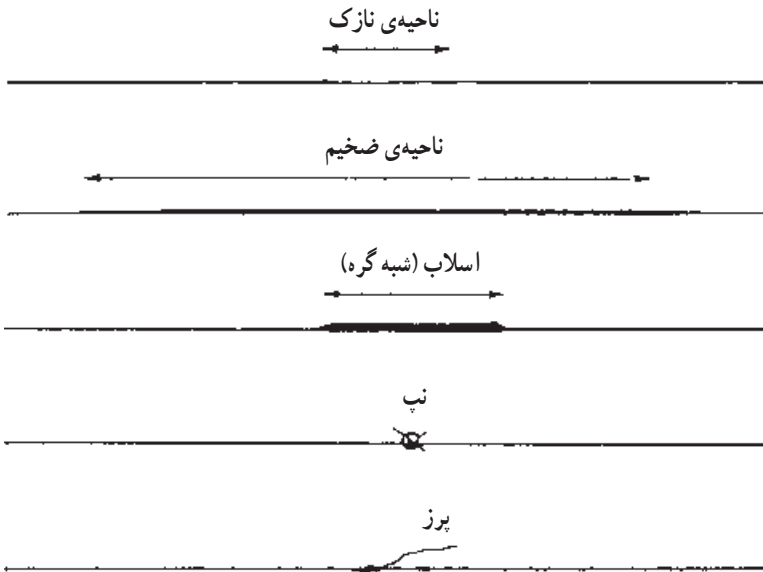 ناحیه‌ی نازک
ناحیه‌ی ضخیم
اسلاب (شبه گره)
نپ
پرز